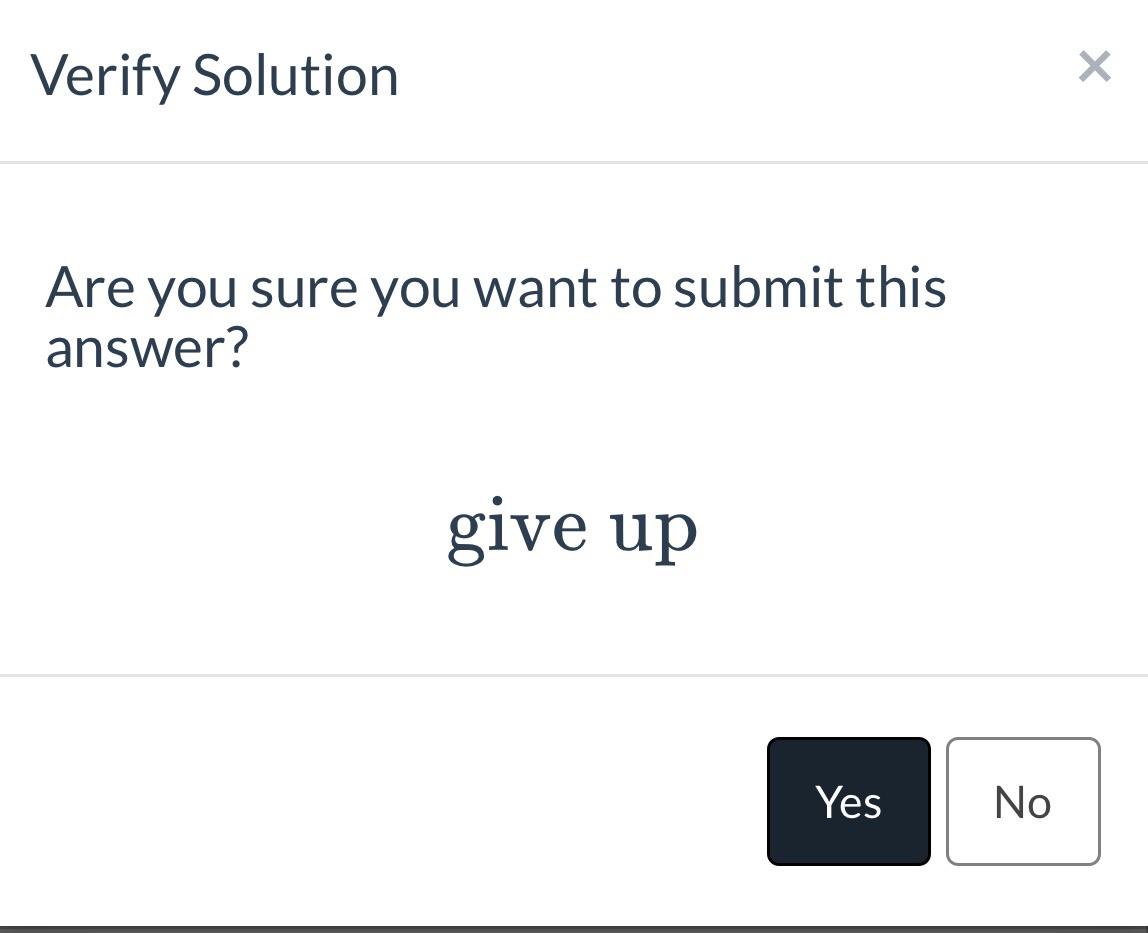 Verify Solution
×
Are you sure you want to submit this
answer?
give up
Yes
No